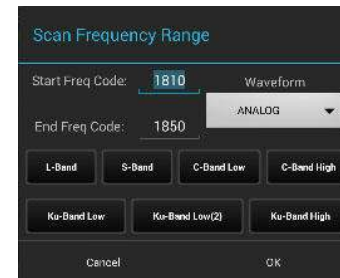 Scan Frequency Range
Start Freq Code: 1810 Waveform
ANALOG
End Freq Code: 1850
L-Band S-Band C-Band Low C-Band High
Ku-Band Low Ku-Band Low(2) Ku-Band High
Cancel OK